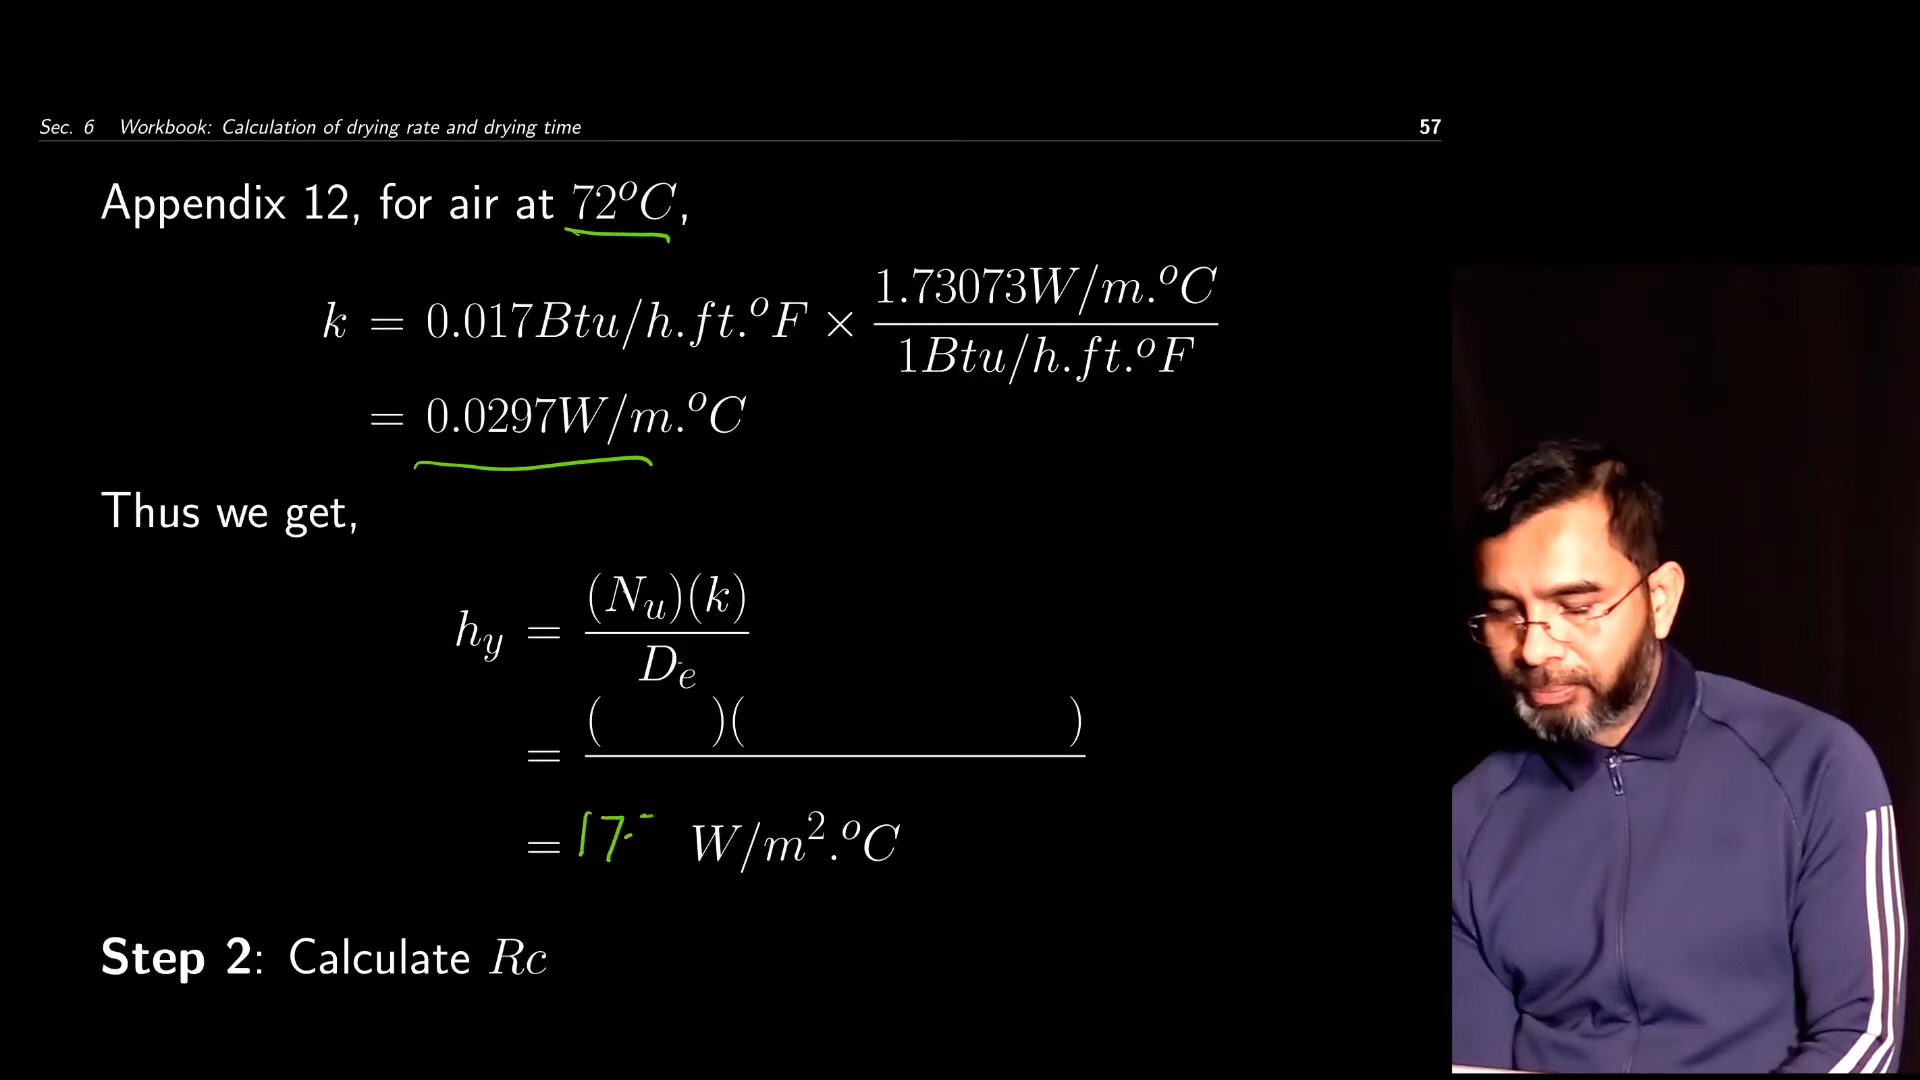 Sec. 6 Workbook: Calculation of drying rate and drying time 57
Appendix 12, for air at 72°C,
k = 0.017Btu/h.ft.°F × 1.73073W/m.°C / 1Btu/h.ft.°F
= 0.0297W/m.°C
Thus we get,
h_y = (N_u)(k) / D_e
= ( )( )
= 17. W/m².°C
Step 2: Calculate Rc